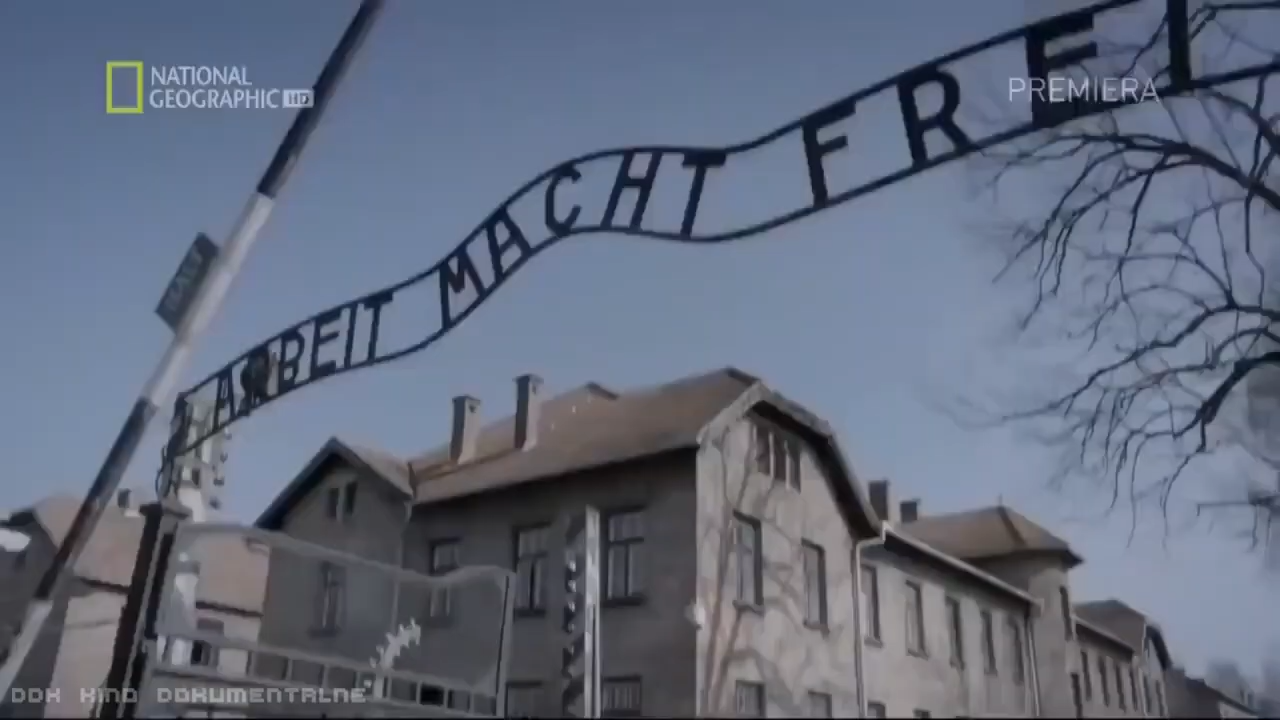 NATIONAL
GEOGRAPHIC HD
PREMIERA
ARBEIT MACHT FREI
DDK KINO DOKUMENTALNE